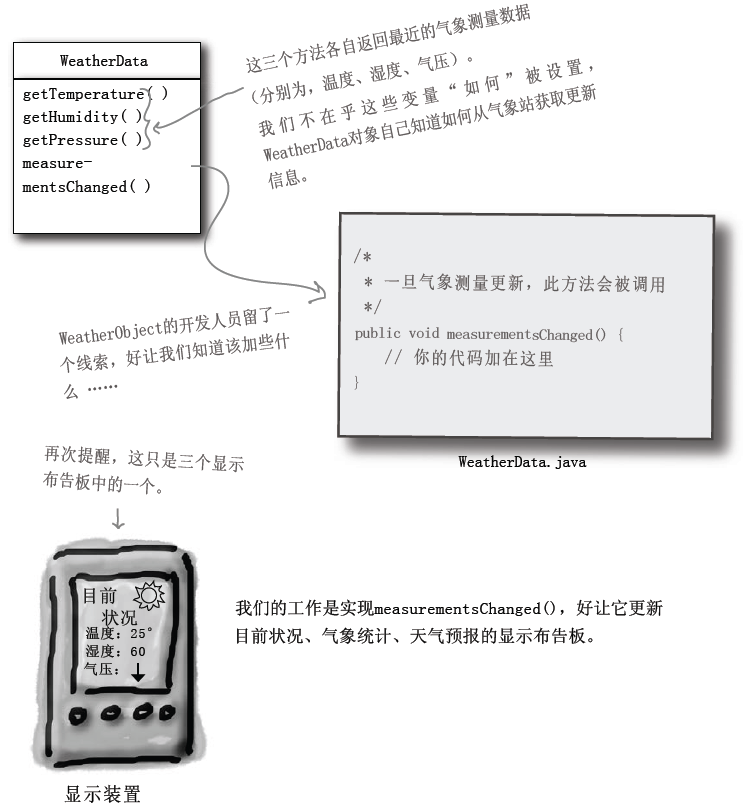 WeatherData
getTemperature( )
getHumidity( )
getPressure( )
measure-
mentsChanged( )
这三个方法各自返回最近的气象测量数据
（分别为，温度、湿度、气压）。
我们不在乎这些变量“如何”被设置，
WeatherData对象自己知道如何从气象站获取更新
信息。
/*
* 一旦气象测量更新，此方法会被调用
*/
public void measurementsChanged() {
// 你的代码加在这里
}
WeatherData.java
WeatherObject的开发人员留了一
个线索，好让我们知道该加些什
么 ……
再次提醒，这只是三个显示
布告板中的一个。
目前
状况
温度：25°
湿度：60
气压：
显示装置
我们的工作是实现measurementsChanged()，好让它更新
目前状况、气象统计、天气预报的显示布告板。